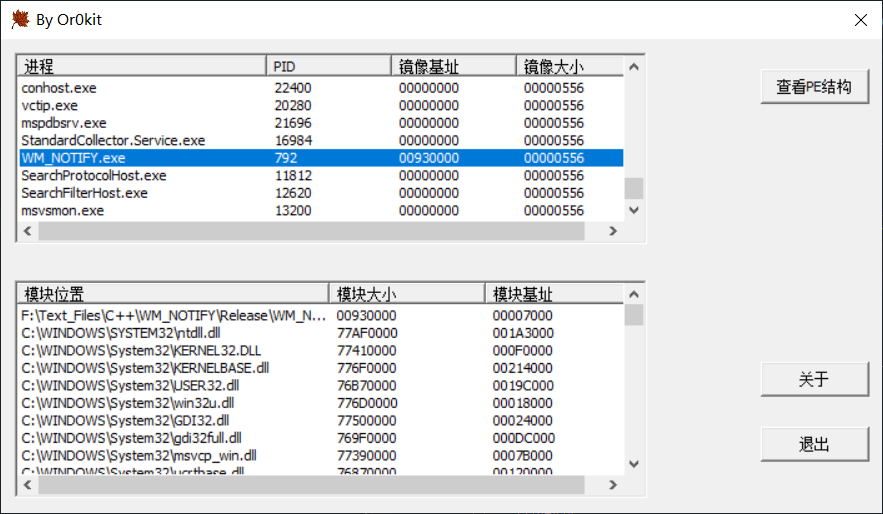 By Or0kit
进程 PID 镜像基址 镜像大小
conhost.exe 22400 00000000 00000556
vctip.exe 20280 00000000 00000556
mspdbsrv.exe 21696 00000000 00000556
StandardCollector.Service.exe 16984 00000000 00000556
WM_NOTIFY.exe 792 00930000 00000556
SearchProtocolHost.exe 11812 00000000 00000556
SearchFilterHost.exe 12620 00000000 00000556
msvsmon.exe 13200 00000000 00000556
查看PE结构
模块位置 模块大小 模块基址
F:\Text_Files\C++\WM_NOTIFY\Release\WM_N... 00930000 00007000
C:\WINDOWS\SYSTEM32\ntdll.dll 77AF0000 001A3000
C:\WINDOWS\System32\KERNEL32.DLL 77410000 000F0000
C:\WINDOWS\System32\KERNELBASE.dll 776F0000 00214000
C:\WINDOWS\System32\USER32.dll 76B70000 0019C000
C:\WINDOWS\System32\win32u.dll 776D0000 00018000
C:\WINDOWS\System32\GDI32.dll 77500000 00024000
C:\WINDOWS\System32\gdi32full.dll 769F0000 000DC000
C:\WINDOWS\System32\msvcp_win.dll 77390000 0007B000
C:\WINDOWS\System32\ucrtbase.dll 76870000 00120000
关于
退出